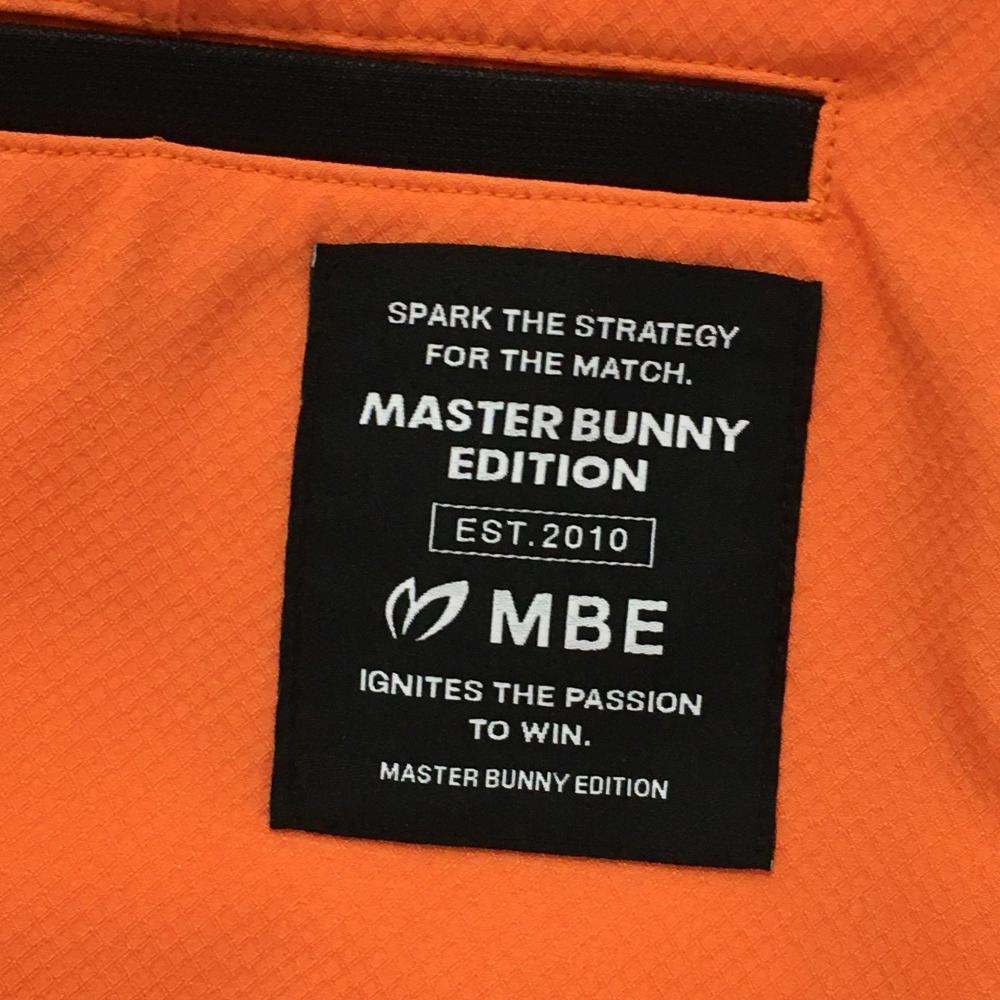 SPARK THE STRATEGY
FOR THE MATCH.
MASTER BUNNY
EDITION
EST.2010
MBE
IGNITES THE PASSION
TO WIN.
MASTER BUNNY EDITION